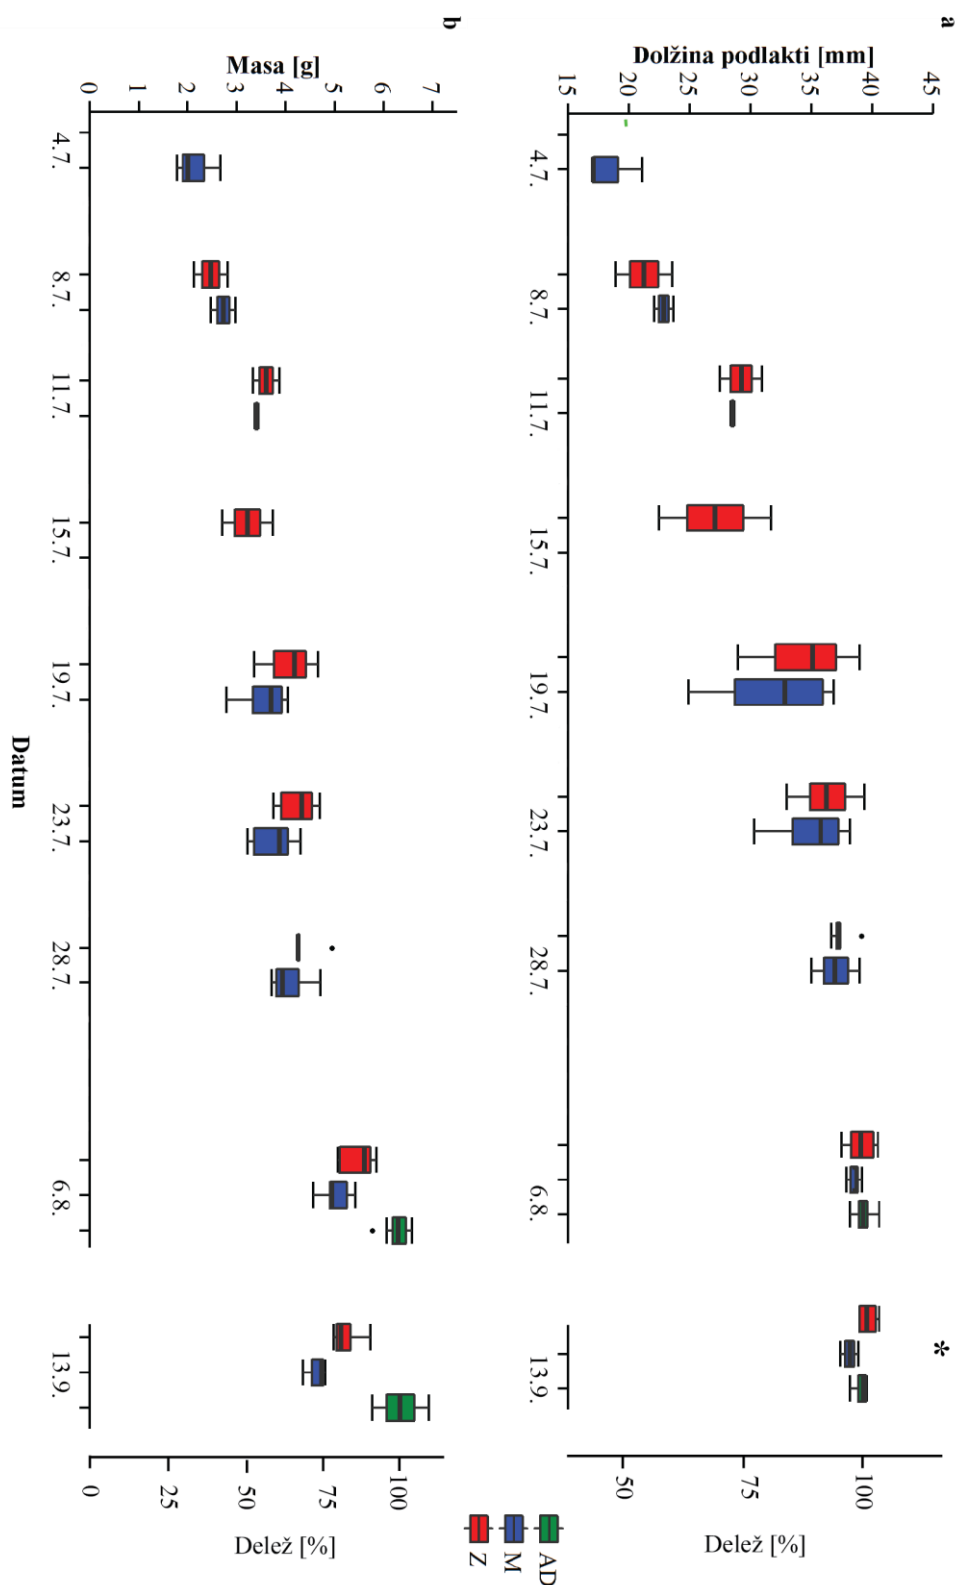 a
Dolžina podlakti [mm]
15 20 25 30 35 40 45
4.7. 8.7. 11.7. 15.7. 19.7. 23.7. 28.7. 6.8. 13.9.
*
50 75 100
Delež [%]
b
Masa [g]
0 1 2 3 4 5 6 7
4.7. 8.7. 11.7. 15.7. 19.7. 23.7. 28.7. 6.8. 13.9.
Datum
0 25 50 75 100
Delež [%]
AD
M
Z